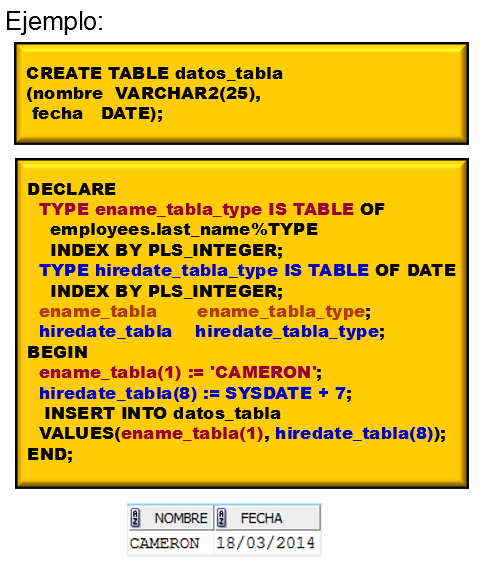 Ejemplo:
CREATE TABLE datos_tabla
(nombre VARCHAR2(25),
fecha DATE);
DECLARE
TYPE ename_tabla_type IS TABLE OF
employees.last_name%TYPE
INDEX BY PLS_INTEGER;
TYPE hiredate_tabla_type IS TABLE OF DATE
INDEX BY PLS_INTEGER;
ename_tabla ename_tabla_type;
hiredate_tabla hiredate_tabla_type;
BEGIN
ename_tabla(1) := 'CAMERON';
hiredate_tabla(8) := SYSDATE + 7;
INSERT INTO datos_tabla
VALUES(ename_tabla(1), hiredate_tabla(8));
END;
NOMBRE FECHA
CAMERON 18/03/2014